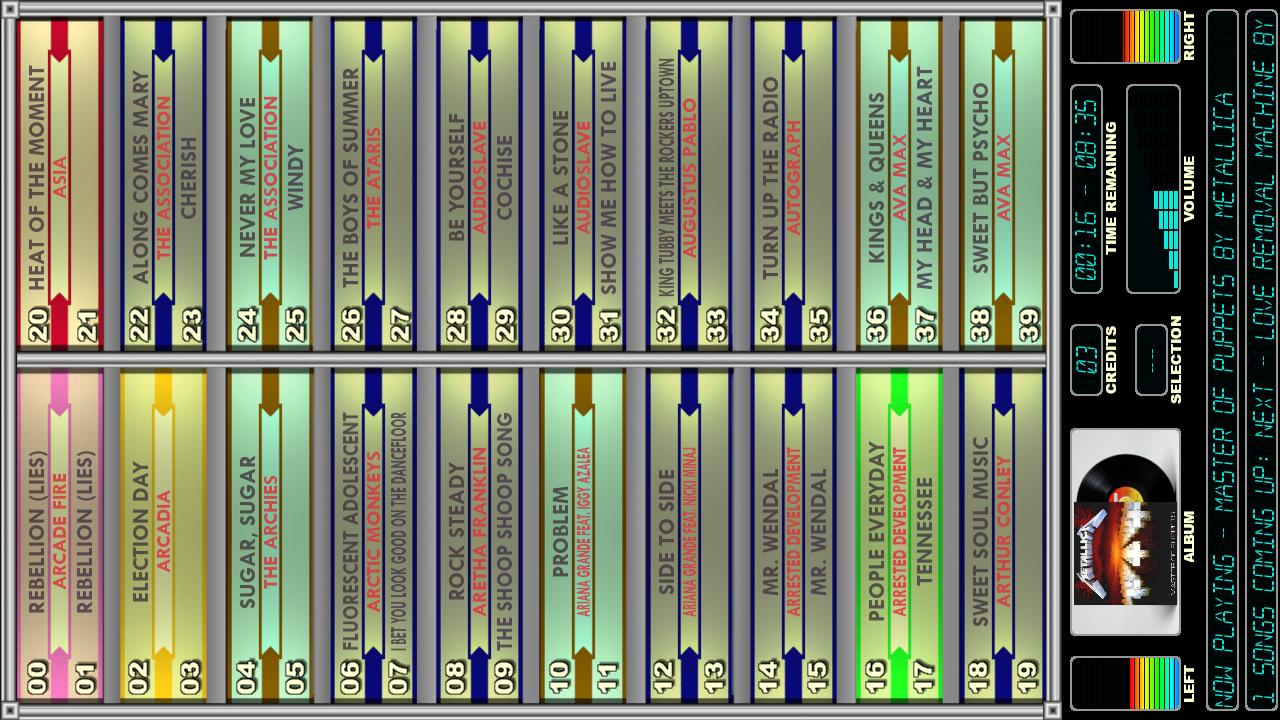 00 REBELLION (LIES)
ARCADE FIRE
01 REBELLION (LIES)
02 ELECTION DAY
ARCADIA
03
04 SUGAR, SUGAR
THE ARCHIES
05
06 FLUORESCENT ADOLESCENT
ARCTIC MONKEYS
07 I BET YOU LOOK GOOD ON THE DANCEFLOOR
08 ROCK STEADY
ARETHA FRANKLIN
09 THE SHOOP SHOOP SONG
10 PROBLEM
ARIANA GRANDE FEAT. IGGY AZALEA
11
12 SIDE TO SIDE
ARIANA GRANDE FEAT. NICKI MINAJ
13
14 MR. WENDAL
ARRESTED DEVELOPMENT
15 MR. WENDAL
16 PEOPLE EVERYDAY
ARRESTED DEVELOPMENT
17 TENNESSEE
18 SWEET SOUL MUSIC
ARTHUR CONLEY
19
20 HEAT OF THE MOMENT
ASIA
21
22 ALONG COMES MARY
THE ASSOCIATION
23 CHERISH
24 NEVER MY LOVE
THE ASSOCIATION
25 WINDY
26 THE BOYS OF SUMMER
THE ATARIS
27
28 BE YOURSELF
AUDIOSLAVE
29 COCHISE
30 LIKE A STONE
AUDIOSLAVE
31 SHOW ME HOW TO LIVE
32 KING TUBBY MEETS THE ROCKERS UPTOWN
AUGUSTUS PABLO
33
34 TURN UP THE RADIO
AUTOGRAPH
35
36 KINGS & QUEENS
AVA MAX
37 MY HEAD & MY HEART
38 SWEET BUT PSYCHO
AVA MAX
39
LEFT
METALLICA
MASTER OF PUPPETS
ALBUM
03
CREDITS
--
SELECTION
00:16 - 08:35
TIME REMAINING
VOLUME
RIGHT
NOW PLAYING - MASTER OF PUPPETS BY METALLICA
1 SONGS COMING UP: NEXT - LOVE REMOVAL MACHINE BY